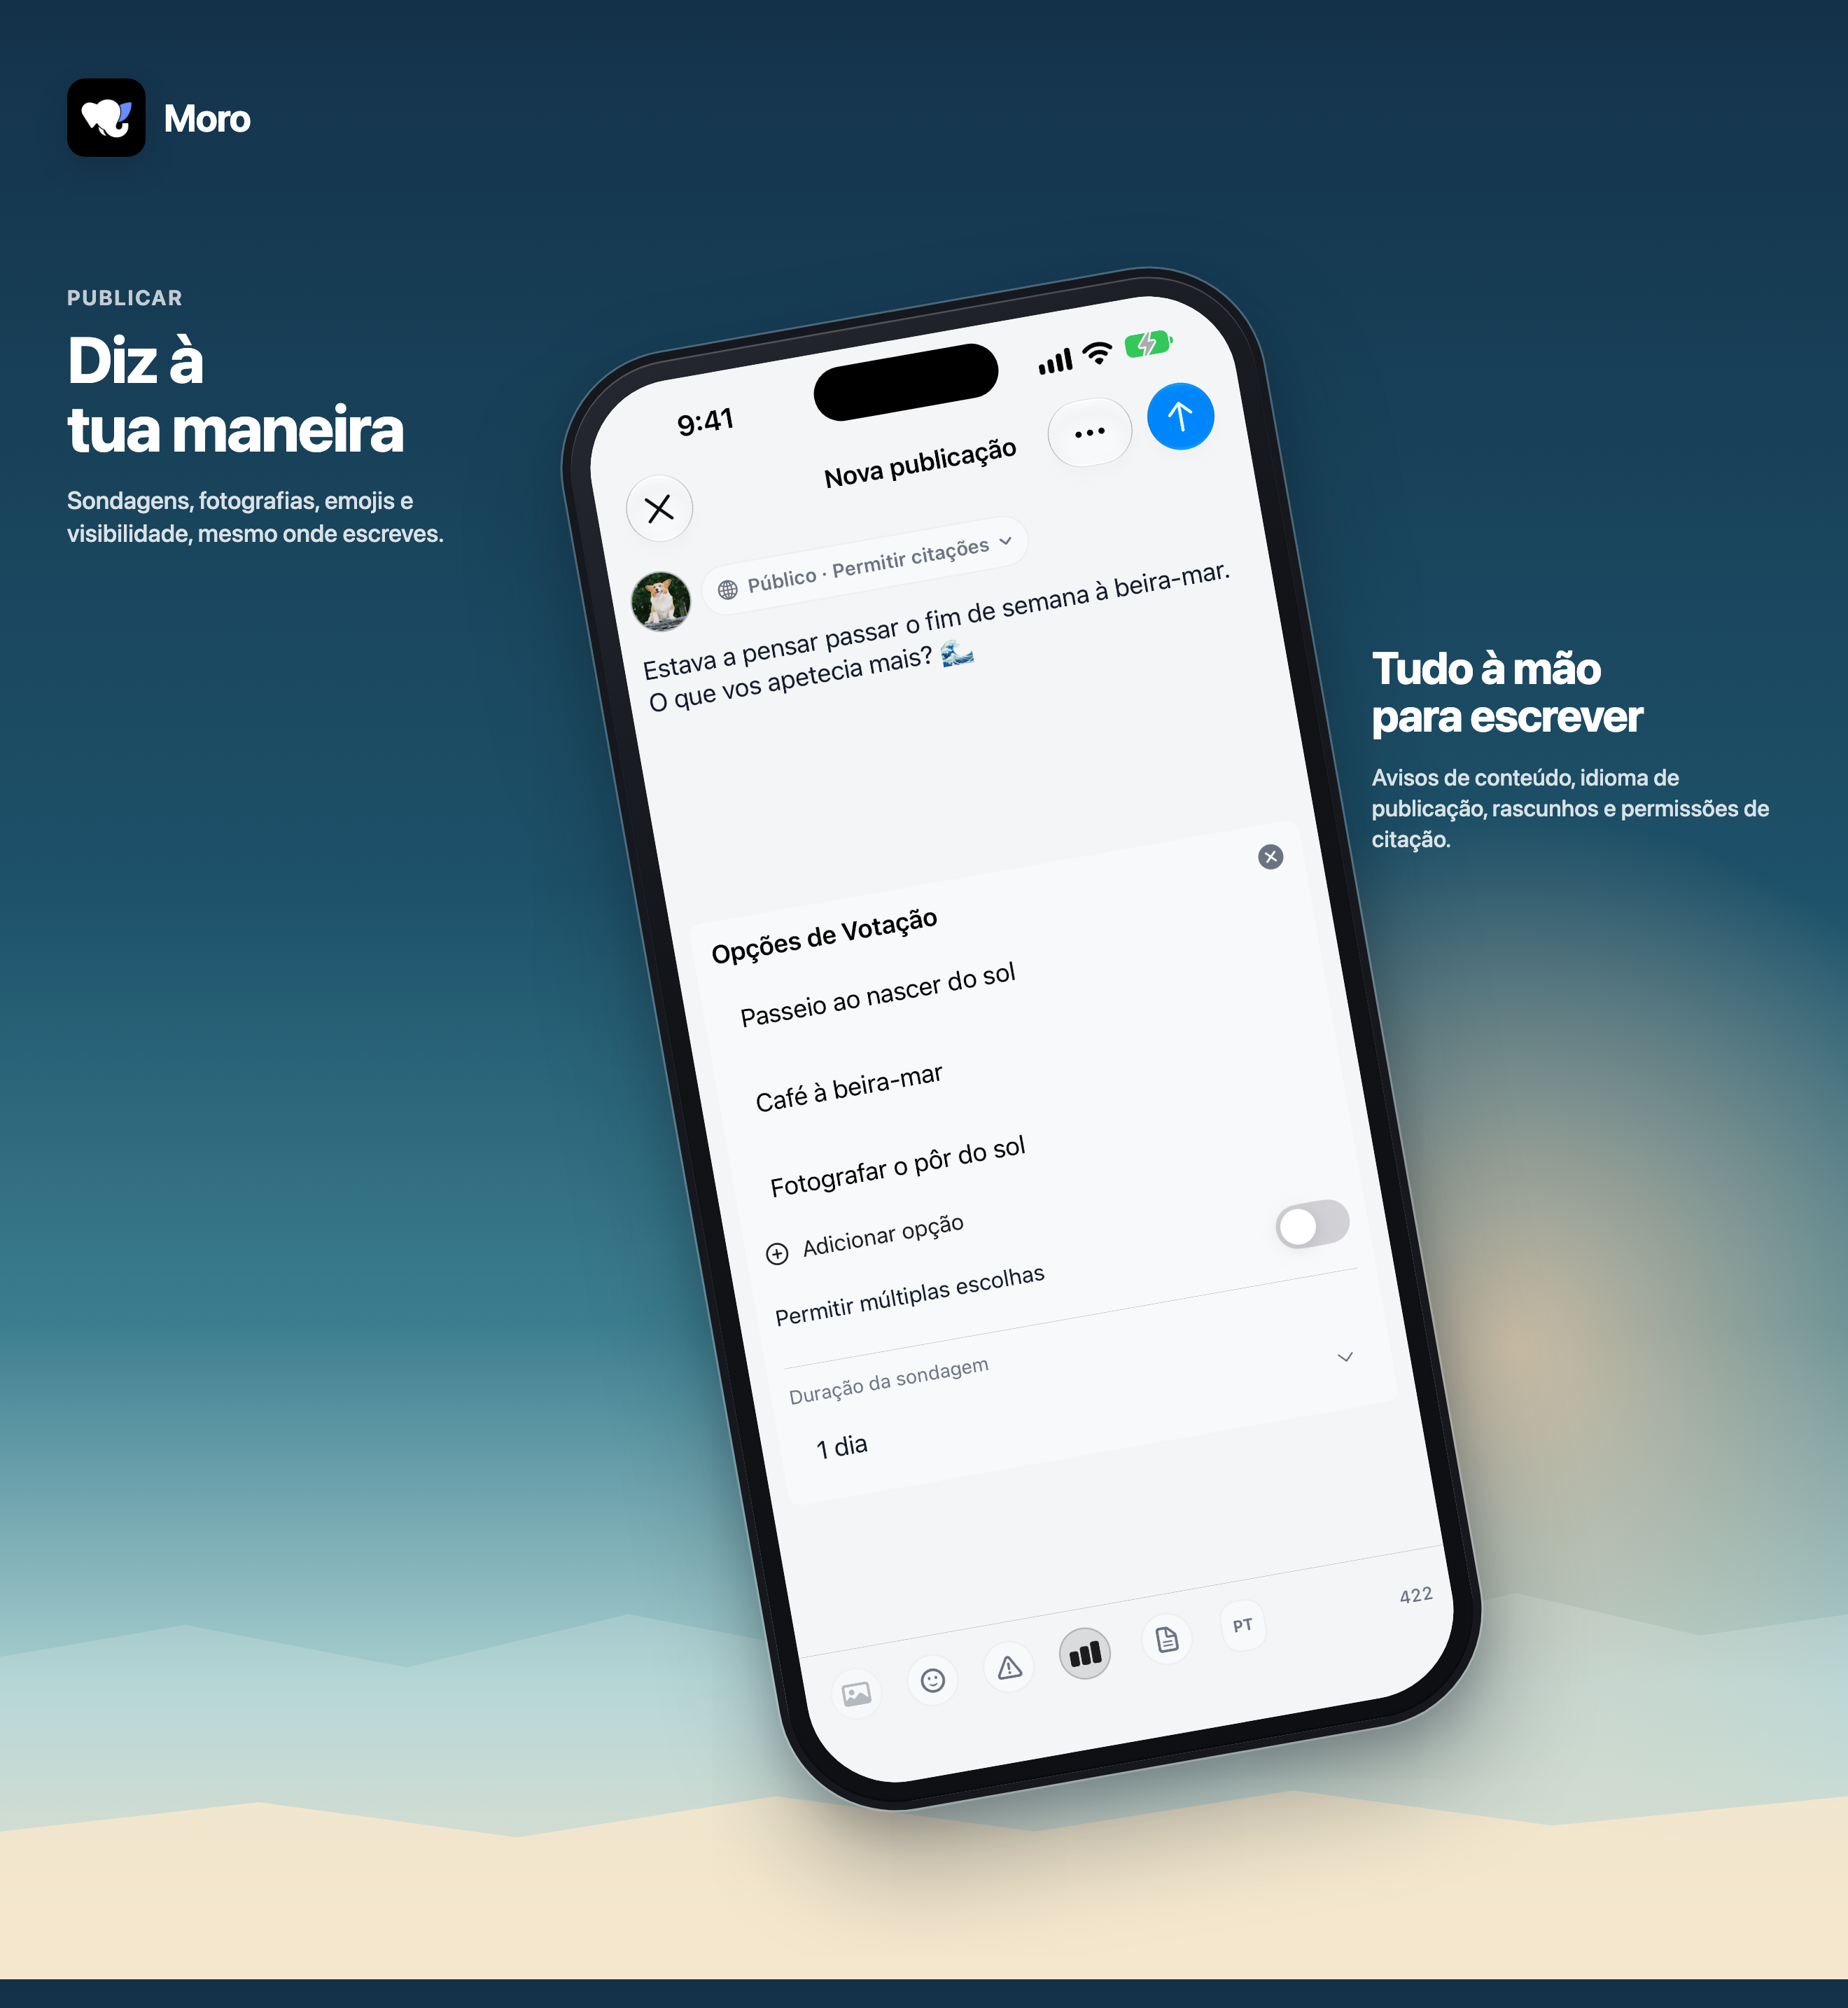 Moro
PUBLICAR
Diz à
tua maneira
Sondagens, fotografias, emojis e
visibilidade, mesmo onde escreves.
9:41
Nova publicação
Público · Permitir citações
Estava a pensar passar o fim de semana à beira-mar.
O que vos apetecia mais? 🌊
Opções de Votação
Passeio ao nascer do sol
Café à beira-mar
Fotografar o pôr do sol
Adicionar opção
Permitir múltiplas escolhas
Duração da sondagem
1 dia
PT
422
Tudo à mão
para escrever
Avisos de conteúdo, idioma de
publicação, rascunhos e permissões de
citação.